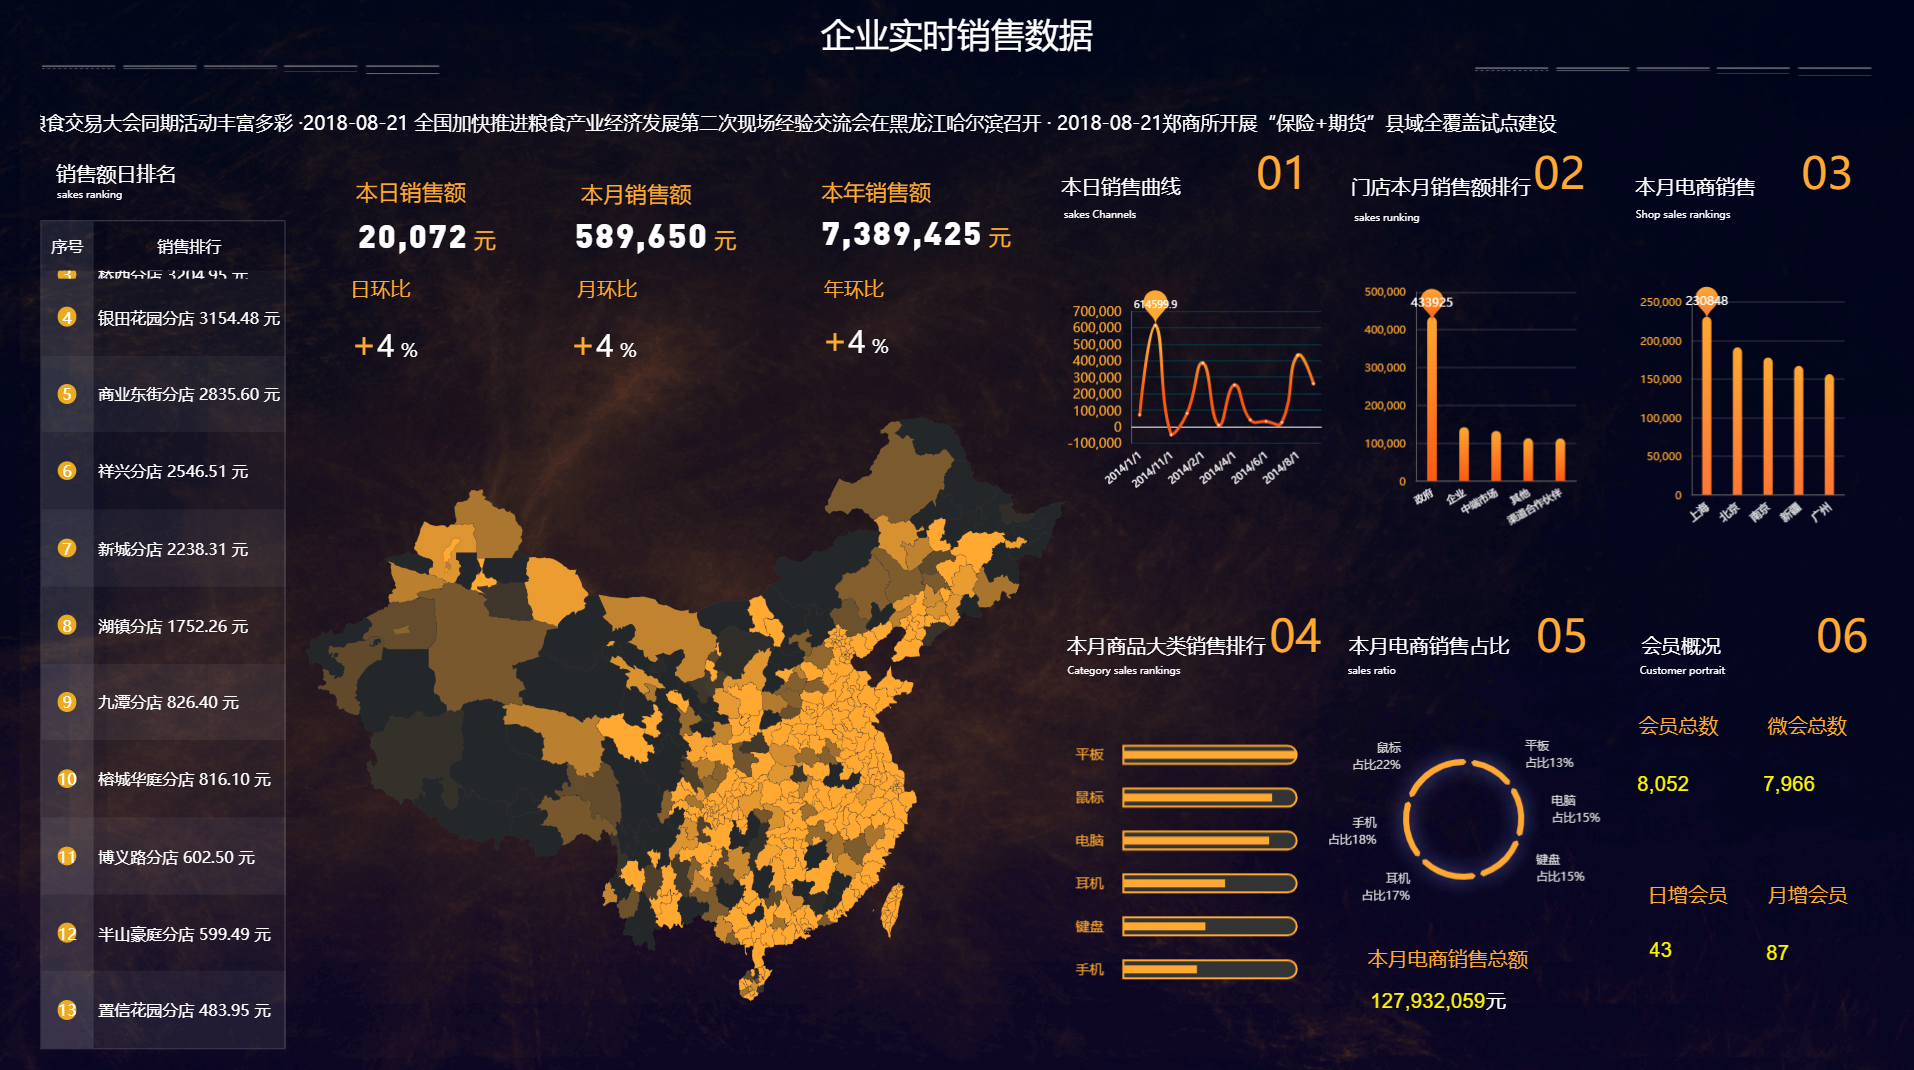 企业实时销售数据
食交易大会同期活动丰富多彩 ·2018-08-21 全国加快推进粮食产业经济发展第二次现场经验交流会在黑龙江哈尔滨召开 · 2018-08-21郑商所开展“保险+期货”县域全覆盖试点建设
销售额日排名
sakes ranking
序号 销售排行
3 桥西分店 3204.95 元
4 银田花园分店 3154.48 元
5 商业东街分店 2835.60 元
6 祥兴分店 2546.51 元
7 新城分店 2238.31 元
8 湖镇分店 1752.26 元
9 九潭分店 826.40 元
10 榕城华庭分店 816.10 元
11 博义路分店 602.50 元
12 半山豪庭分店 599.49 元
13 置信花园分店 483.95 元
本日销售额
20,072 元
日环比
+4 %
本月销售额
589,650 元
月环比
+4 %
本年销售额
7,389,425 元
年环比
+4 %
本日销售曲线 01
sakes Channels
614599.9
700,000
600,000
500,000
400,000
300,000
200,000
100,000
0
-100,000
2014/1/1
2014/11/1
2014/2/1
2014/4/1
2014/6/1
2014/8/1
门店本月销售额排行 02
sakes runking
433925
500,000
400,000
300,000
200,000
100,000
0
政府
企业
中端市场
其他
渠道合作伙伴
本月电商销售 03
Shop sales rankings
230848
250,000
200,000
150,000
100,000
50,000
0
上海
北京
南京
新疆
广州
本月商品大类销售排行 04
Category sales rankings
平板
鼠标
电脑
耳机
键盘
手机
本月电商销售占比 05
sales ratio
鼠标
占比22%
平板
占比13%
电脑
占比15%
手机
占比18%
键盘
占比15%
耳机
占比17%
本月电商销售总额
127,932,059元
会员概况 06
Customer portrait
会员总数 微会总数
8,052 7,966
日增会员 月增会员
43 87